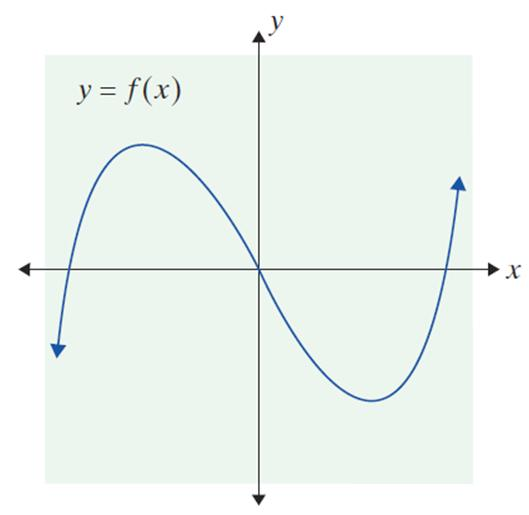 y
y = f(x)
x